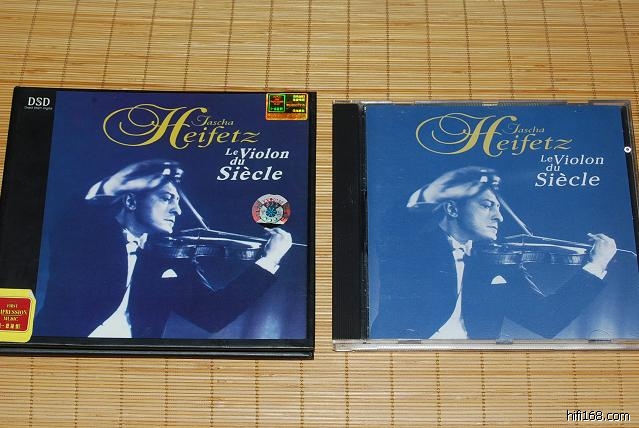 DSD
Jascha
Heifetz
Le Violon
du
Siècle
FIRST
IMPRESSION
MUSIC
Jascha
Heifetz
Le Violon
du
Siècle
hifi168.com